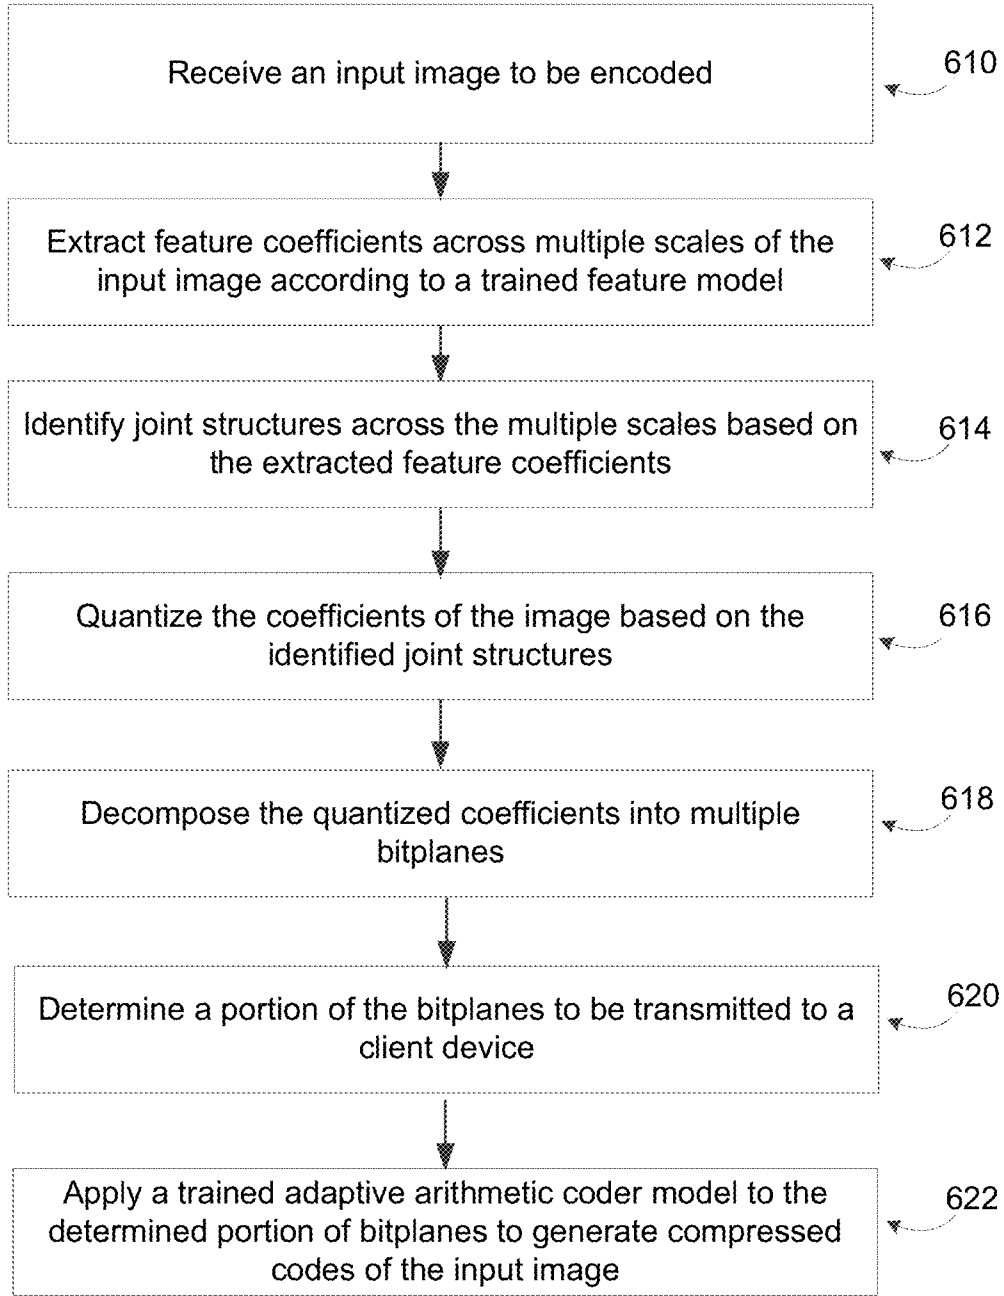 Receive an input image to be encoded
610
Extract feature coefficients across multiple scales of the
input image according to a trained feature model
612
Identify joint structures across the multiple scales based on
the extracted feature coefficients
614
Quantize the coefficients of the image based on the
identified joint structures
616
Decompose the quantized coefficients into multiple
bitplanes
618
Determine a portion of the bitplanes to be transmitted to a
client device
620
Apply a trained adaptive arithmetic coder model to the
determined portion of bitplanes to generate compressed
codes of the input image
622